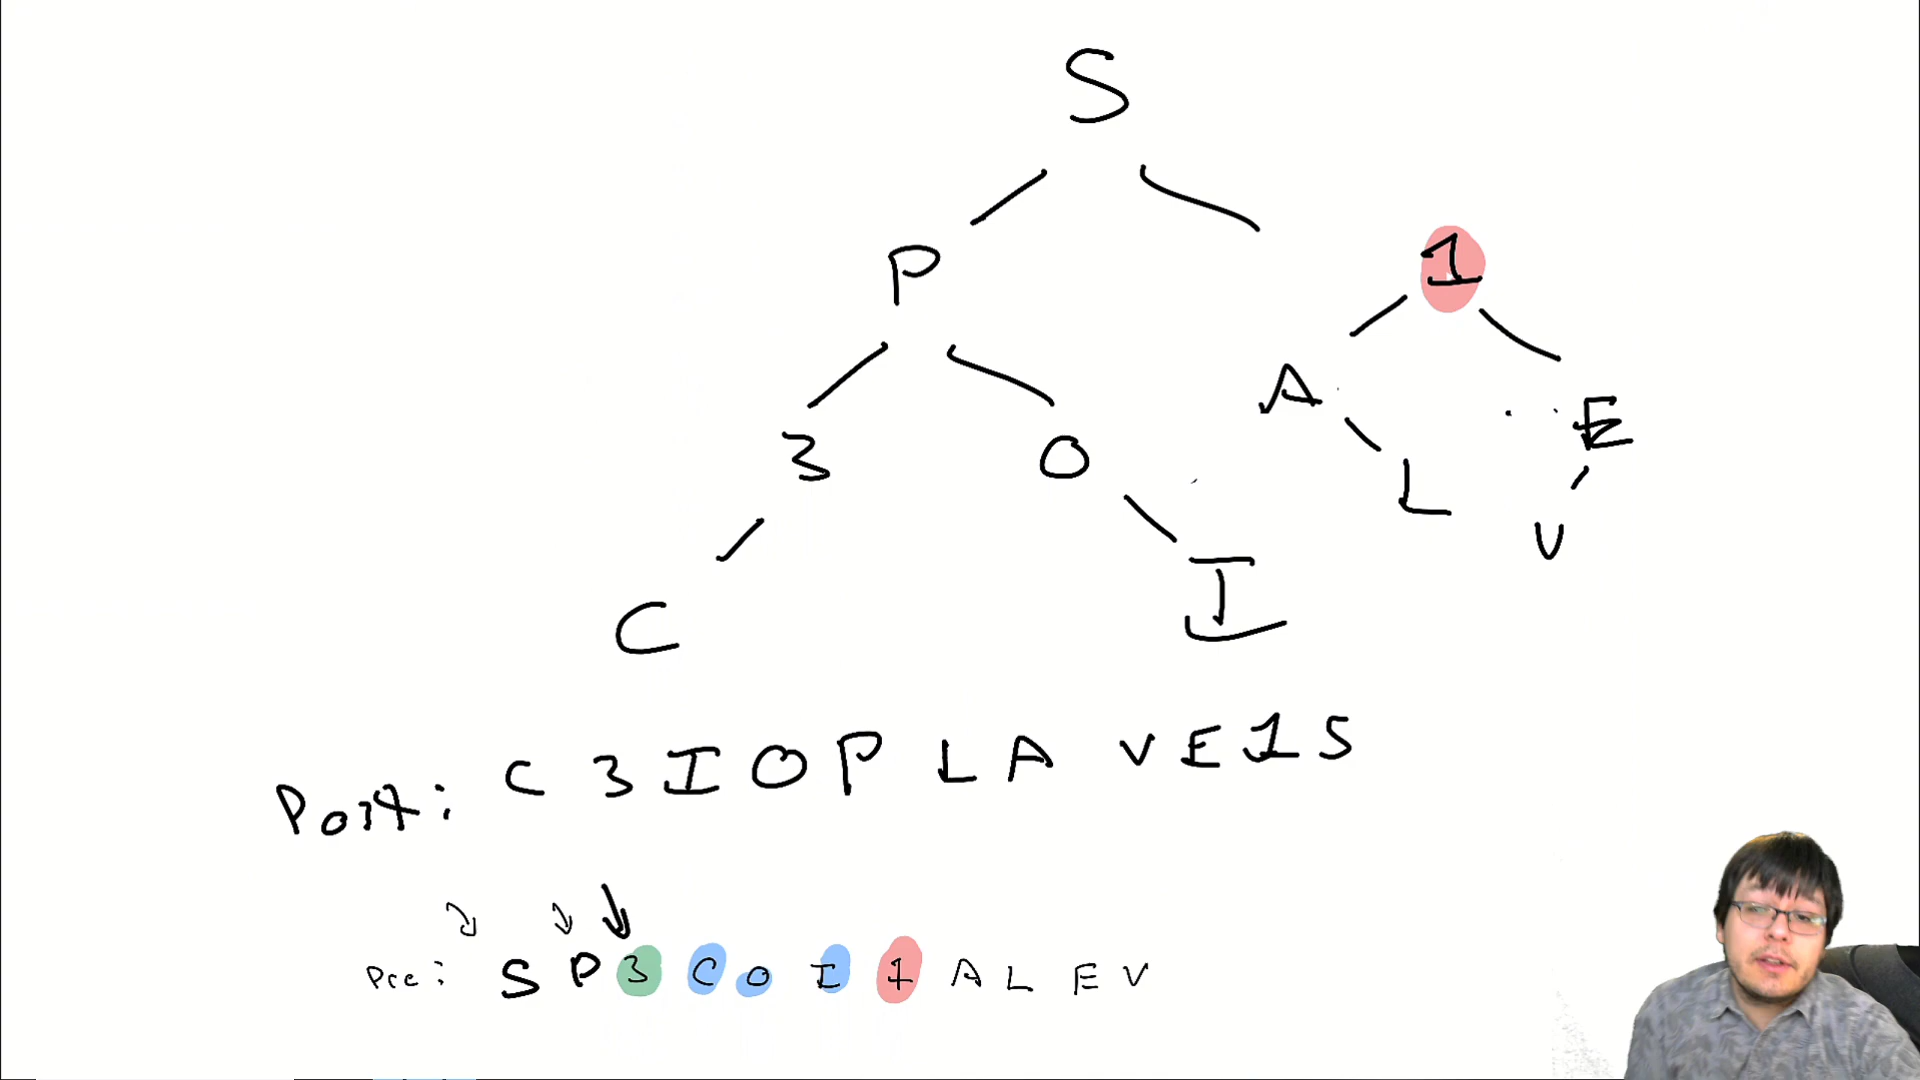 S
P 1
3 O A E
C I L V
Post: C 3 I O P L A V E 1 S
Pre: S P 3 C O I 1 A L E V